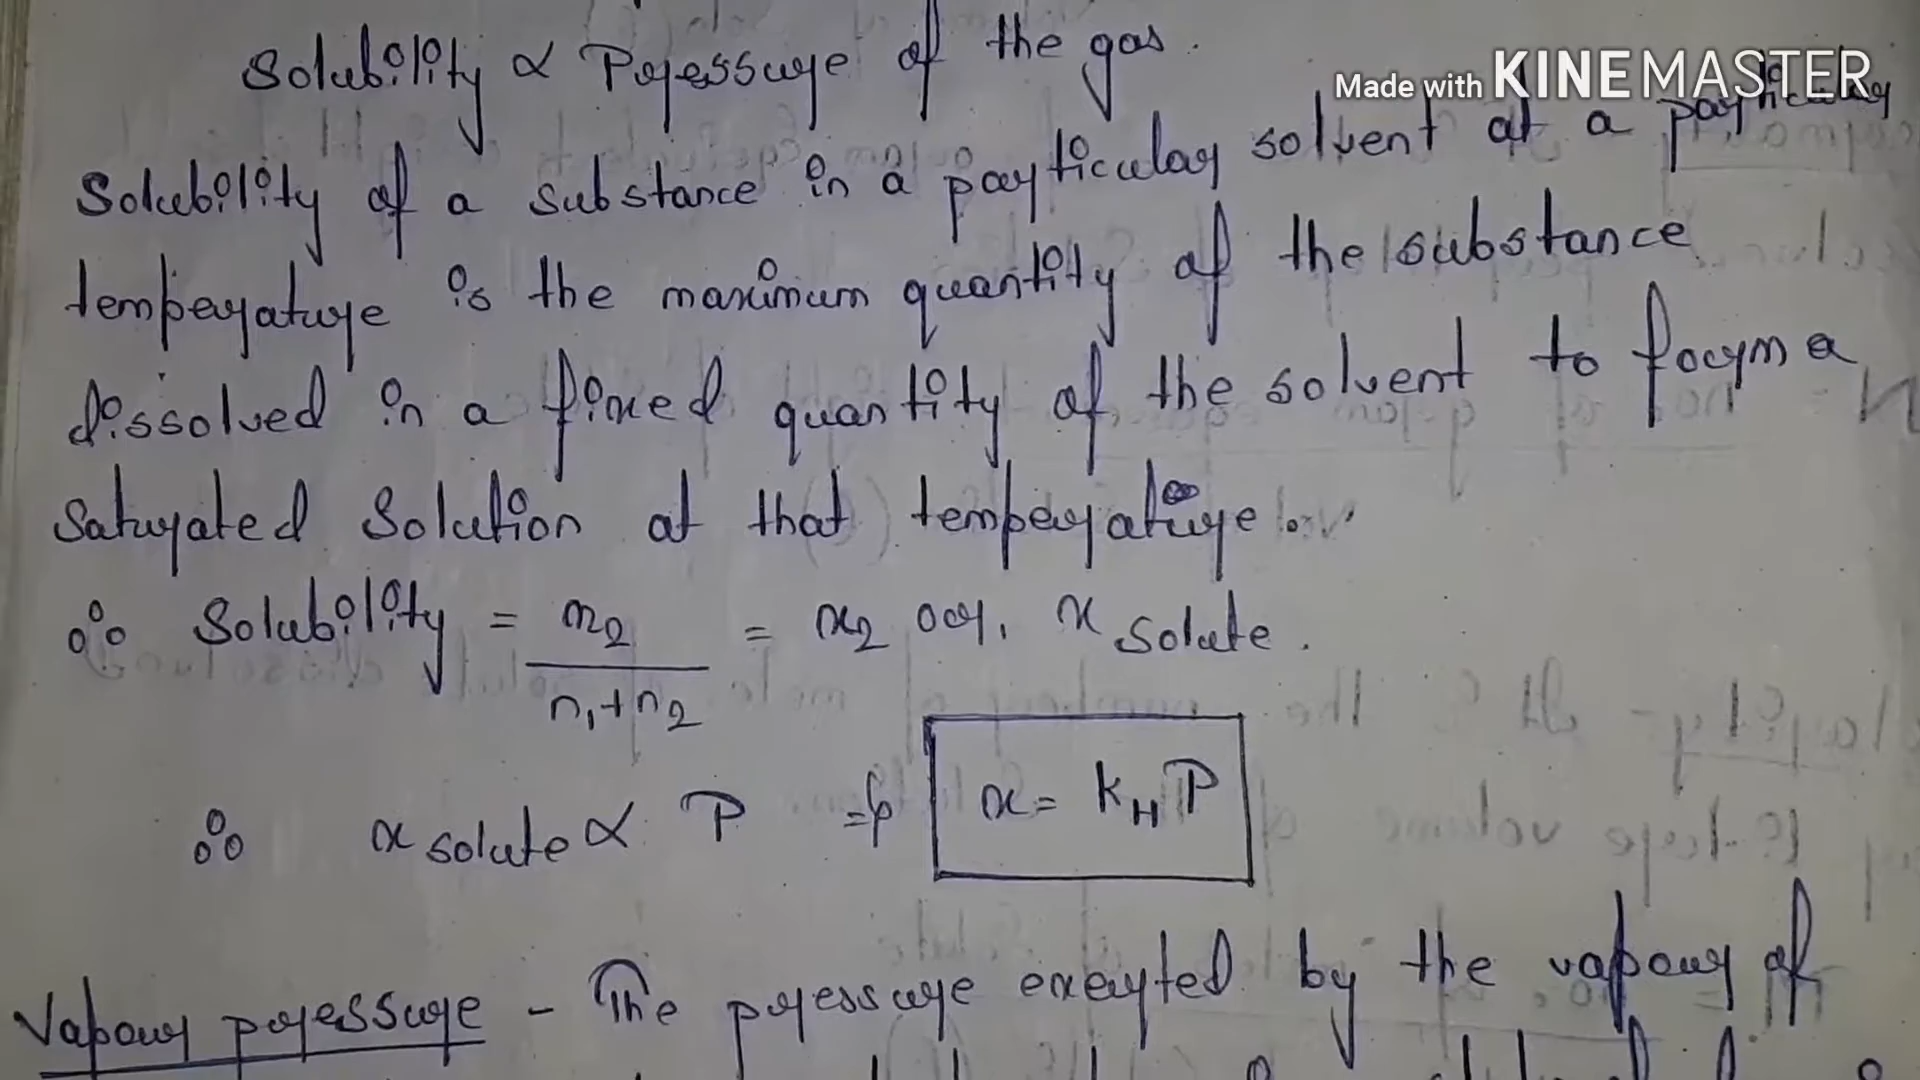 Solubility ∝ Pressure of the gas.
Made with KINEMASTER
Solubility of a substance in a particular solvent at a particular
temperature is the maximum quantity of the substance
dissolved in a fixed quantity of the solvent to form a
saturated solution at that temperature.
∴ Solubility = n₂ / n₁+n₂ = x₂ or, x solute.
∴ x solute ∝ P ⇒ x = K_H P
Vapour pressure - The pressure exerted by the vapour of